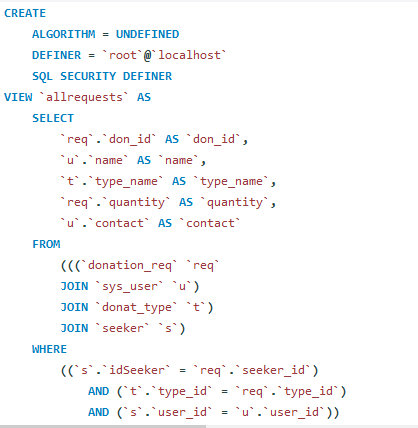 CREATE
    ALGORITHM = UNDEFINED
    DEFINER = `root`@`localhost`
    SQL SECURITY DEFINER
VIEW `allrequests` AS
    SELECT
        `req`.`don_id` AS `don_id`,
        `u`.`name` AS `name`,
        `t`.`type_name` AS `type_name`,
        `req`.`quantity` AS `quantity`,
        `u`.`contact` AS `contact`
    FROM
        (((`donation_req` `req`
        JOIN `sys_user` `u`)
        JOIN `donat_type` `t`)
        JOIN `seeker` `s`)
    WHERE
        ((`s`.`idSeeker` = `req`.`seeker_id`)
            AND (`t`.`type_id` = `req`.`type_id`)
            AND (`s`.`user_id` = `u`.`user_id`))